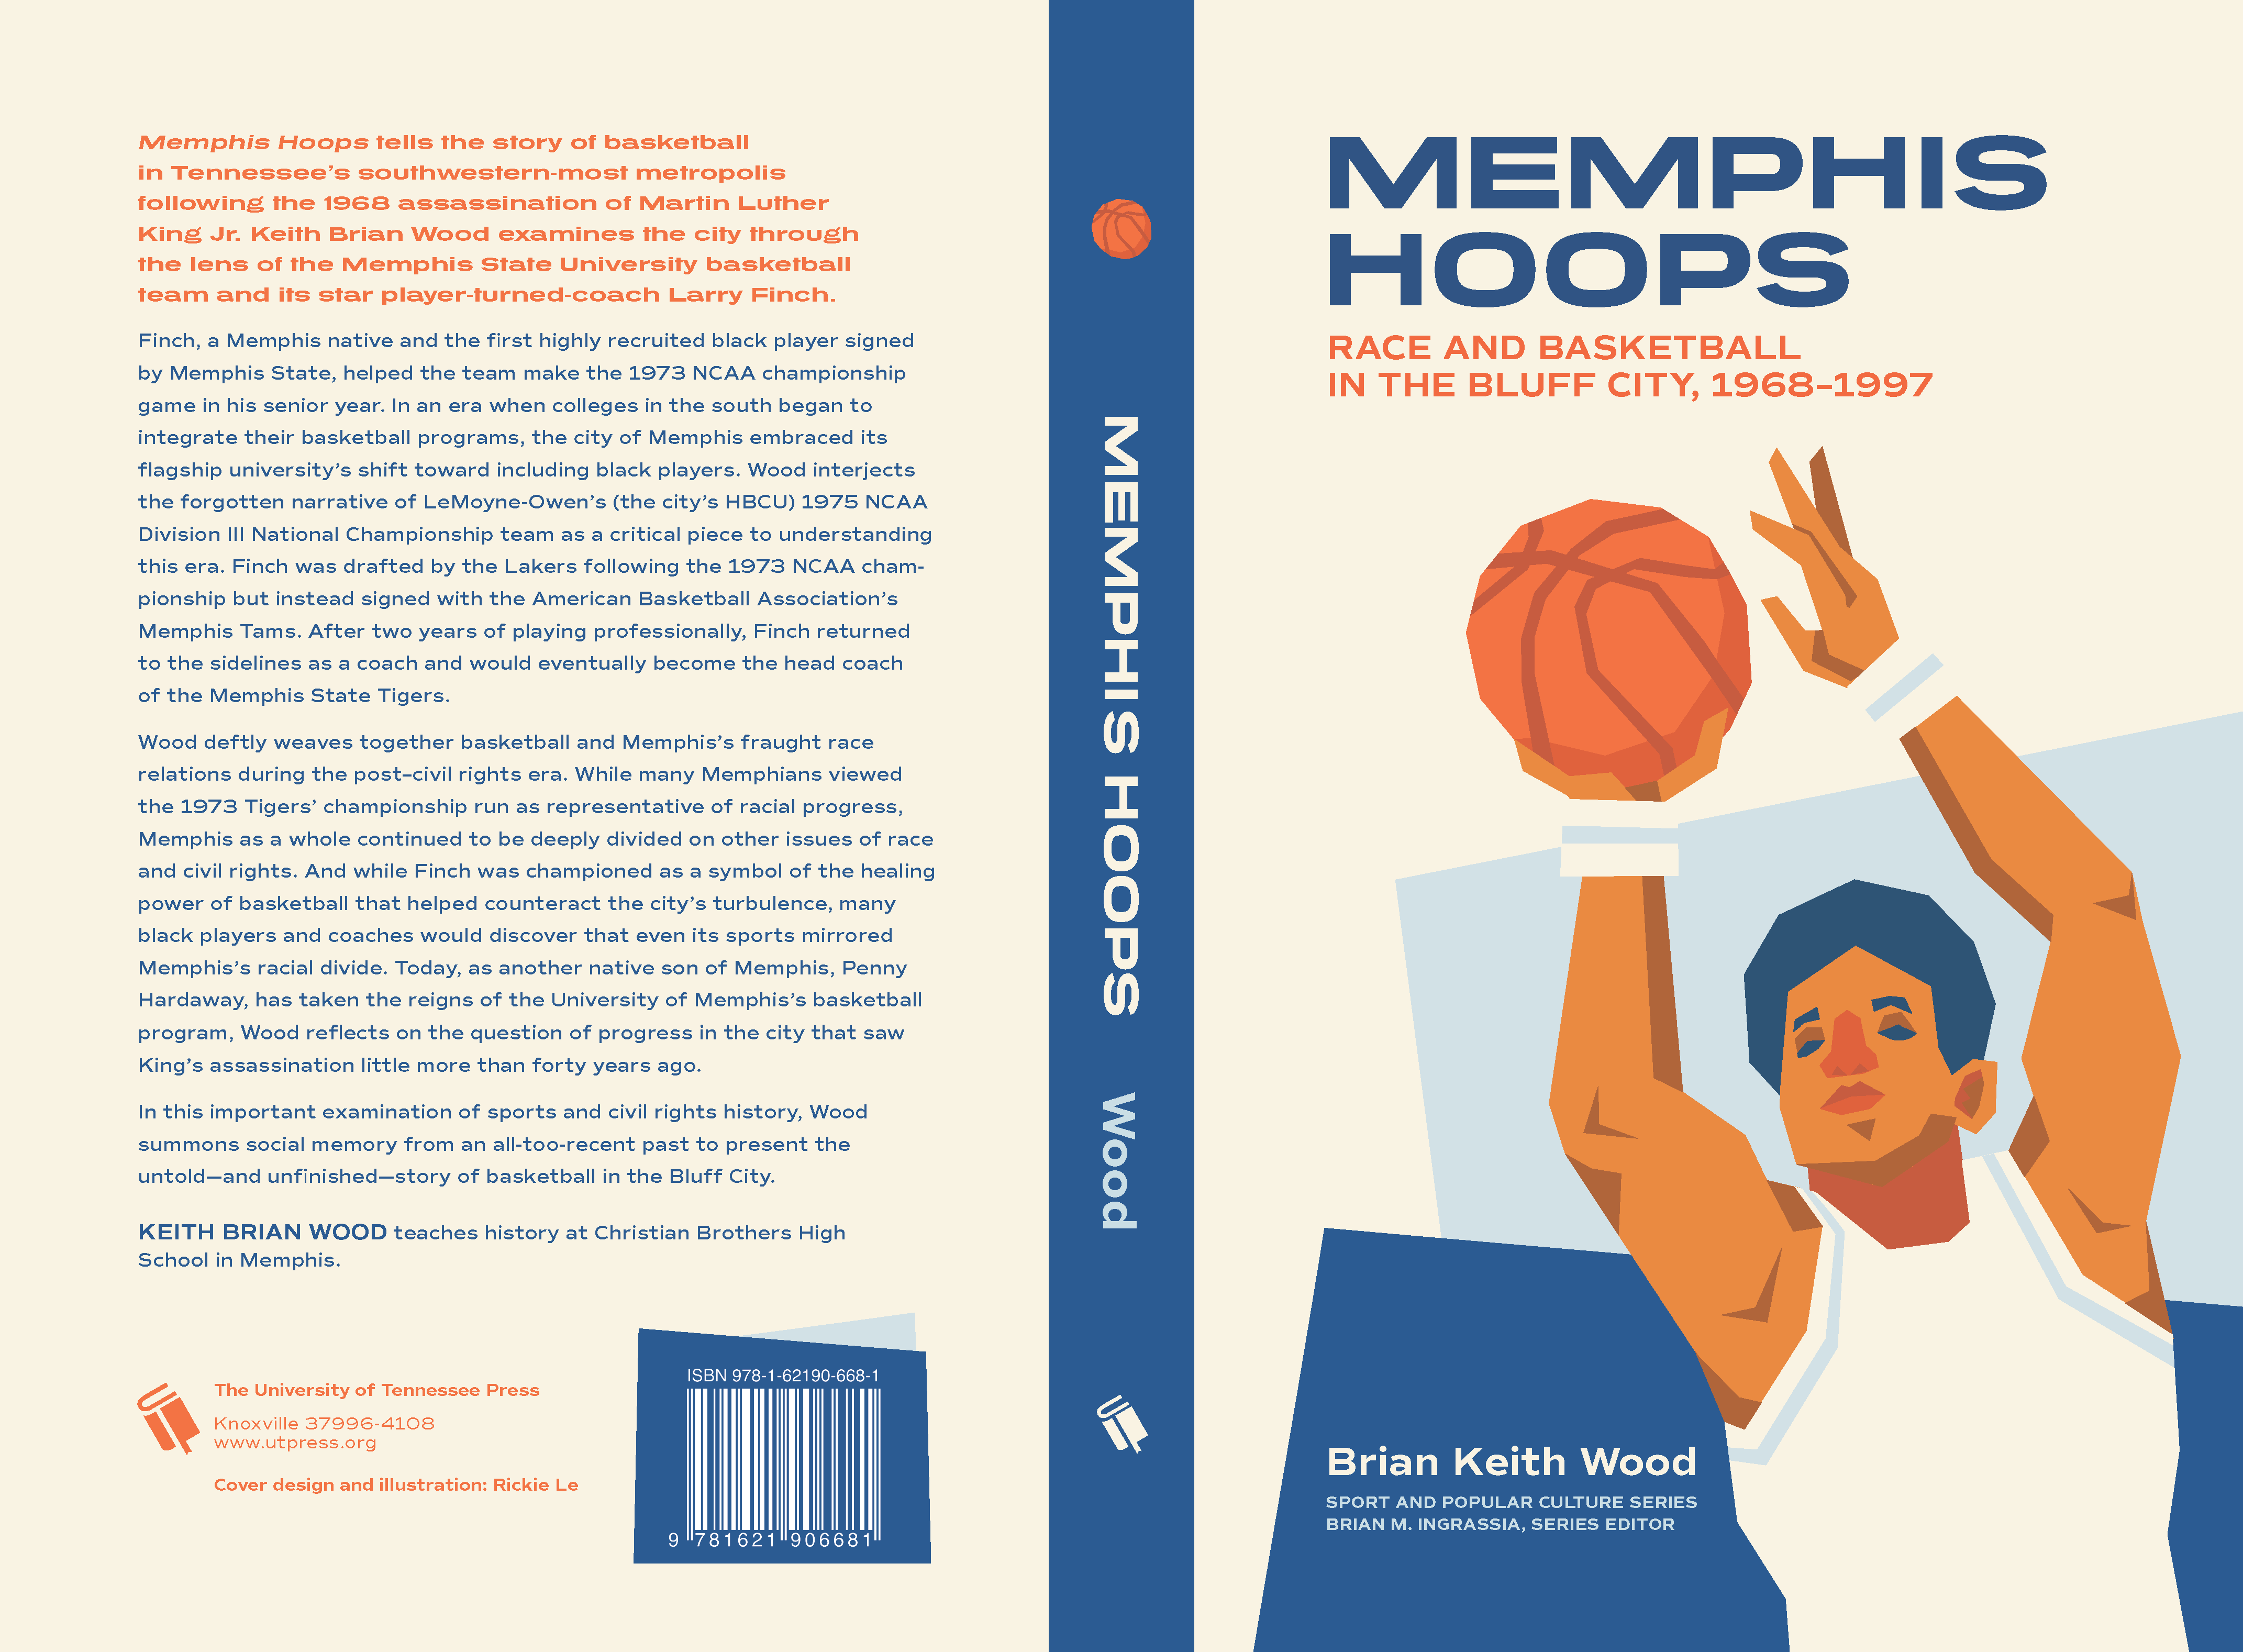 Memphis Hoops tells the story of basketball
in Tennessee’s southwestern-most metropolis
following the 1968 assassination of Martin Luther
King Jr. Keith Brian Wood examines the city through
the lens of the Memphis State University basketball
team and its star player-turned-coach Larry Finch.
Finch, a Memphis native and the first highly recruited black player signed
by Memphis State, helped the team make the 1973 NCAA championship
game in his senior year. In an era when colleges in the south began to
integrate their basketball programs, the city of Memphis embraced its
flagship university’s shift toward including black players. Wood interjects
the forgotten narrative of LeMoyne-Owen’s (the city’s HBCU) 1975 NCAA
Division III National Championship team as a critical piece to understanding
this era. Finch was drafted by the Lakers following the 1973 NCAA cham-
pionship but instead signed with the American Basketball Association’s
Memphis Tams. After two years of playing professionally, Finch returned
to the sidelines as a coach and would eventually become the head coach
of the Memphis State Tigers.
Wood deftly weaves together basketball and Memphis’s fraught race
relations during the post–civil rights era. While many Memphians viewed
the 1973 Tigers’ championship run as representative of racial progress,
Memphis as a whole continued to be deeply divided on other issues of race
and civil rights. And while Finch was championed as a symbol of the healing
power of basketball that helped counteract the city’s turbulence, many
black players and coaches would discover that even its sports mirrored
Memphis’s racial divide. Today, as another native son of Memphis, Penny
Hardaway, has taken the reigns of the University of Memphis’s basketball
program, Wood reflects on the question of progress in the city that saw
King’s assassination little more than forty years ago.
In this important examination of sports and civil rights history, Wood
summons social memory from an all-too-recent past to present the
untold—and unfinished—story of basketball in the Bluff City.
KEITH BRIAN WOOD teaches history at Christian Brothers High
School in Memphis.
The University of Tennessee Press
Knoxville 37996-4108
www.utpress.org
Cover design and illustration: Rickie Le
ISBN 978-1-62190-668-1
9 781621 906681
MEMPHIS HOOPS Wood
MEMPHIS
HOOPS
RACE AND BASKETBALL
IN THE BLUFF CITY, 1968–1997
Brian Keith Wood
SPORT AND POPULAR CULTURE SERIES
BRIAN M. INGRASSIA, SERIES EDITOR